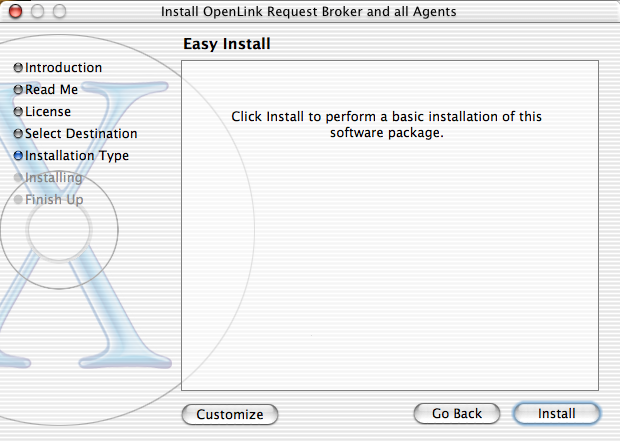 Install OpenLink Request Broker and all Agents
Easy Install
Introduction
Read Me
License
Select Destination
Installation Type
Installing
Finish Up
Click Install to perform a basic installation of this
software package.
Customize
Go Back
Install